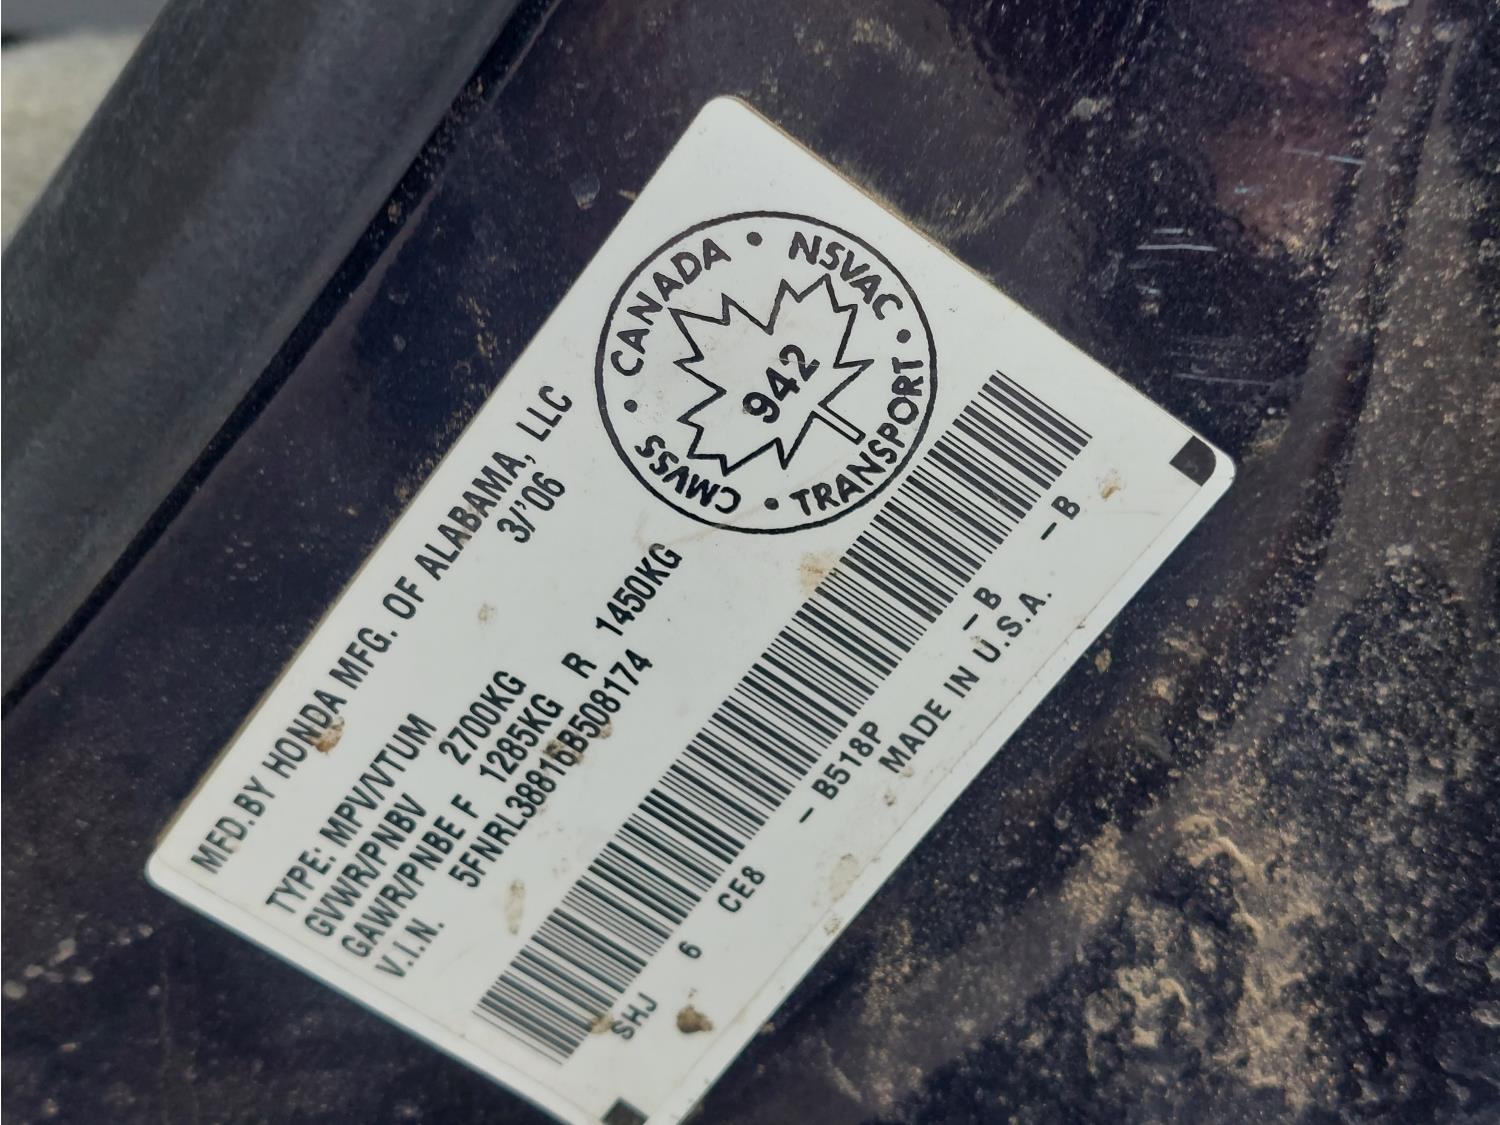 MFD. BY HONDA MFG. OF ALABAMA, LLC
3/'06
TYPE: MPV/VTUM
GVWR/PNBV 2700KG
GAWR/PNBE F 1285KG R 1450KG
V.I.N. 5FNRL38816B508174
CANADA • NSVAC • TRANSPORT • CMVSS •
942
SHJ 6 CE8 - B518P - B - B
MADE IN U.S.A.